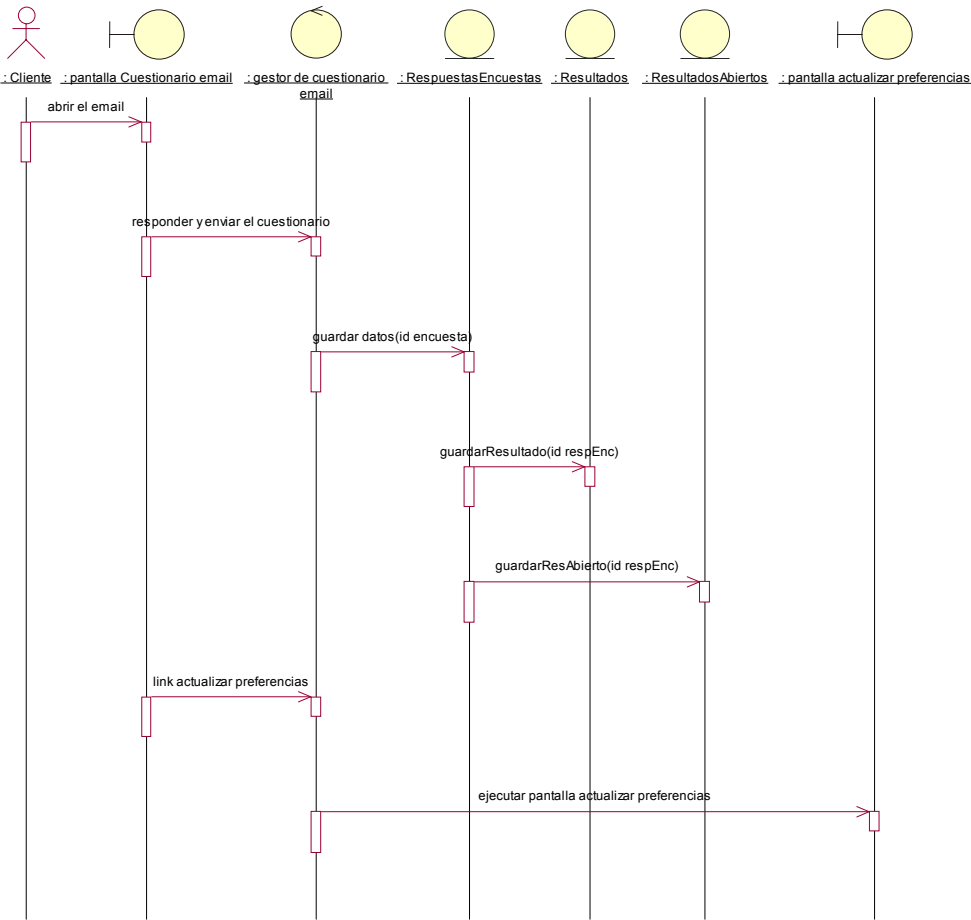 : Cliente
: pantalla Cuestionario email
: gestor de cuestionario
email
: RespuestasEncuestas
: Resultados
: ResultadosAbiertos
: pantalla actualizar preferencias
abrir el email
responder y enviar el cuestionario
guardar datos(id encuesta)
guardarResultado(id respEnc)
guardarResAbierto(id respEnc)
link actualizar preferencias
ejecutar pantalla actualizar preferencias